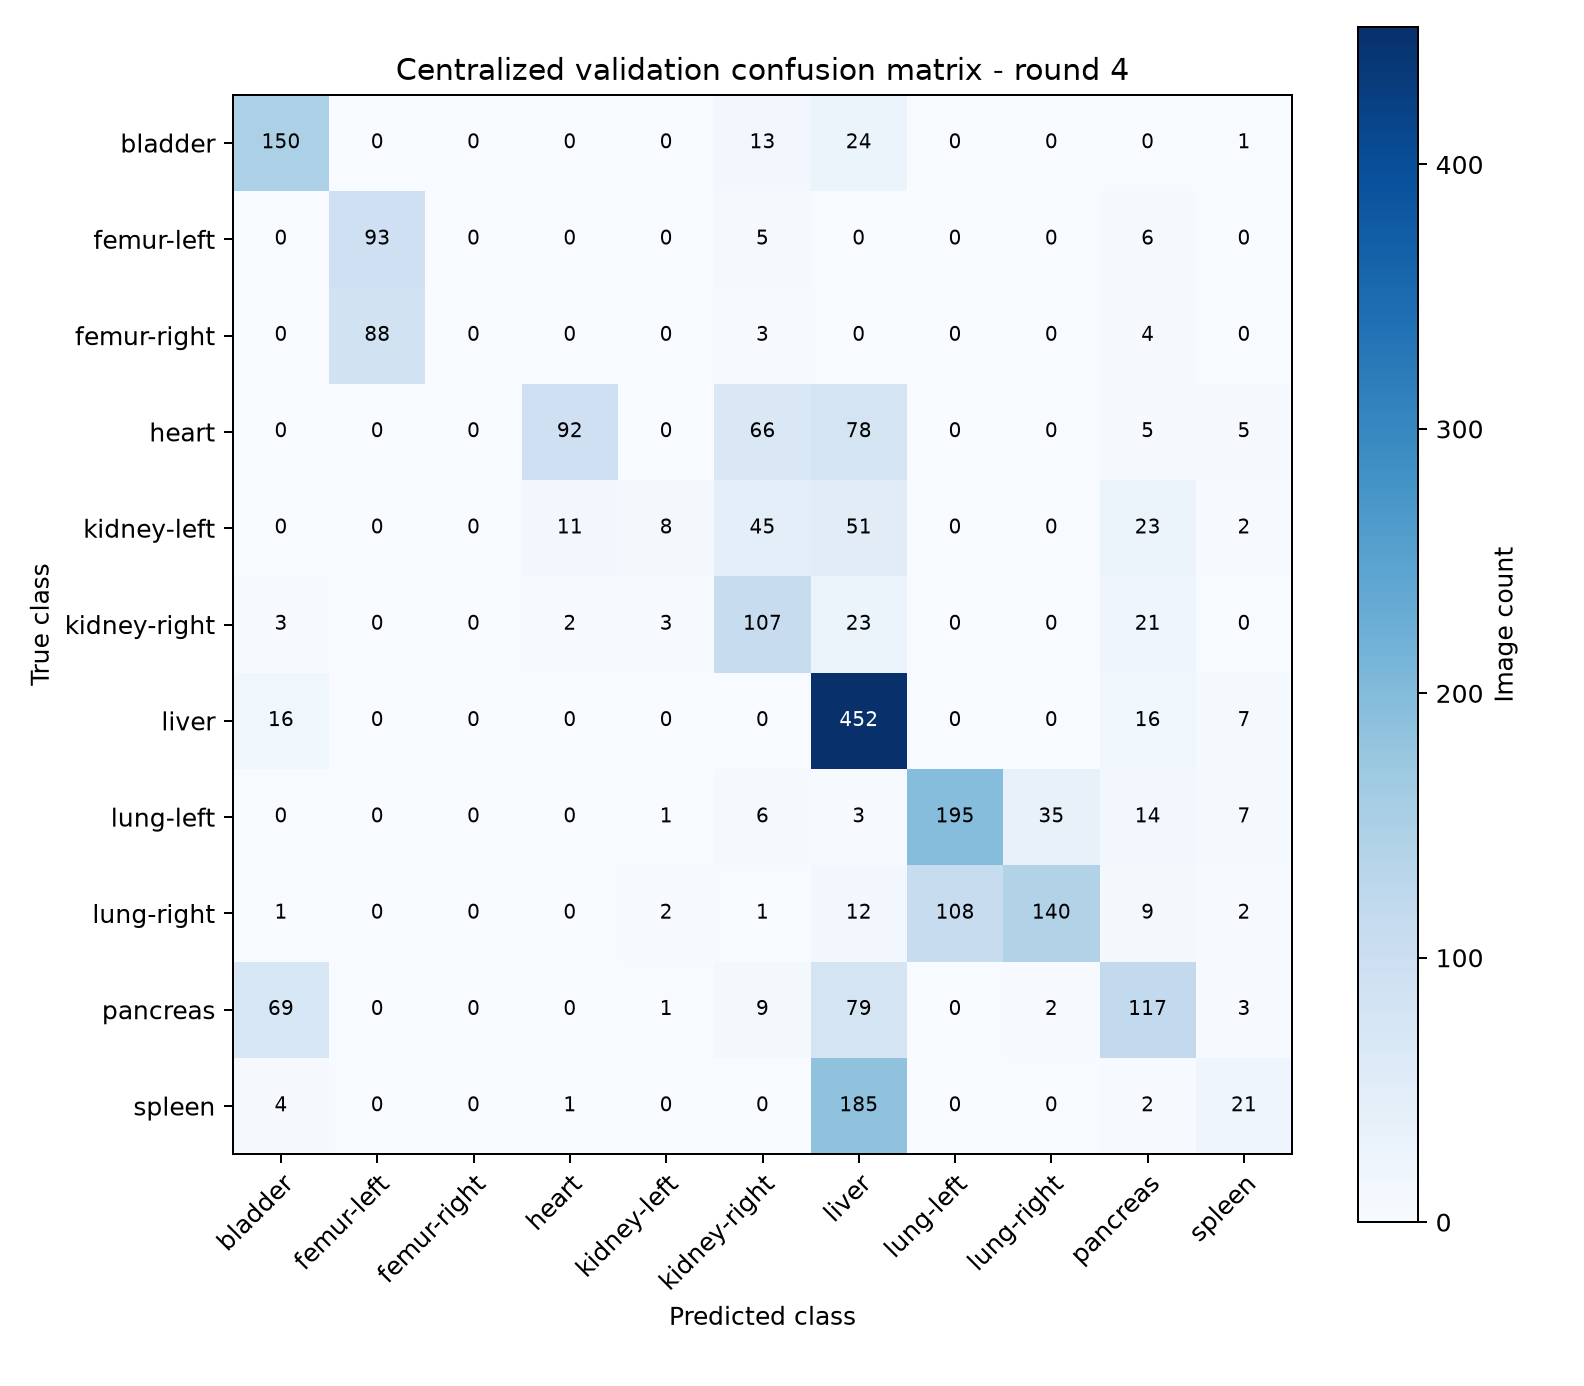 Centralized validation confusion matrix - round 4
bladder 150 0 0 0 0 13 24 0 0 0 1
femur-left 0 93 0 0 0 5 0 0 0 6 0
femur-right 0 88 0 0 0 3 0 0 0 4 0
heart 0 0 0 92 0 66 78 0 0 5 5
kidney-left 0 0 0 11 8 45 51 0 0 23 2
kidney-right 3 0 0 2 3 107 23 0 0 21 0
liver 16 0 0 0 0 0 452 0 0 16 7
lung-left 0 0 0 0 1 6 3 195 35 14 7
lung-right 1 0 0 0 2 1 12 108 140 9 2
pancreas 69 0 0 0 1 9 79 0 2 117 3
spleen 4 0 0 1 0 0 185 0 0 2 21
bladder femur-left femur-right heart kidney-left kidney-right liver lung-left lung-right pancreas spleen
Predicted class
True class
400
300
200
100
0
Image count